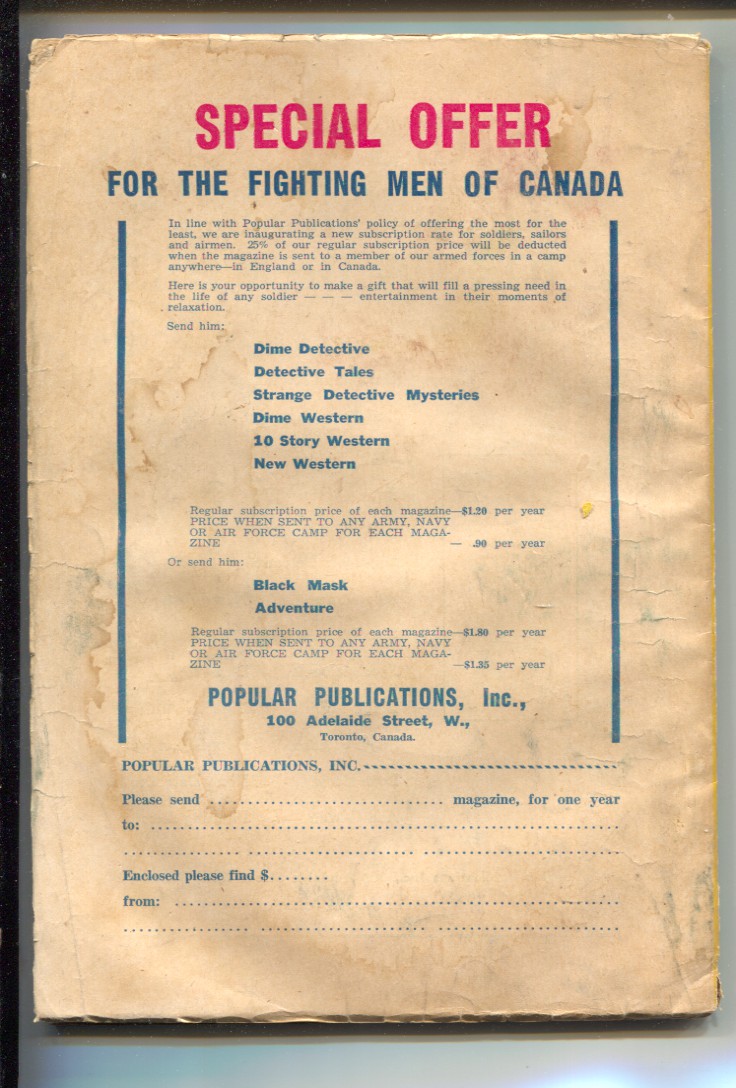 SPECIAL OFFER
FOR THE FIGHTING MEN OF CANADA
In line with Popular Publications' policy of offering the most for the
least, we are inaugurating a new subscription rate for soldiers, sailors
and airmen. 25% of our regular subscription price will be deducted
when the magazine is sent to a member of our armed forces in a camp
anywhere—in England or in Canada.
Here is your opportunity to make a gift that will fill a pressing need in
the life of any soldier — — — entertainment in their moments of
relaxation.
Send him:
Dime Detective
Detective Tales
Strange Detective Mysteries
Dime Western
10 Story Western
New Western
Regular subscription price of each magazine—$1.20 per year
PRICE WHEN SENT TO ANY ARMY, NAVY
OR AIR FORCE CAMP FOR EACH MAGA-
ZINE — .90 per year
Or send him:
Black Mask
Adventure
Regular subscription price of each magazine—$1.80 per year
PRICE WHEN SENT TO ANY ARMY, NAVY
OR AIR FORCE CAMP FOR EACH MAGA-
ZINE —$1.35 per year
POPULAR PUBLICATIONS, Inc.,
100 Adelaide Street, W.,
Toronto, Canada.
POPULAR PUBLICATIONS, INC.
Please send .............................. magazine, for one year
to: ............................................................
............................................................
Enclosed please find $........
from: ............................................................
............................................................